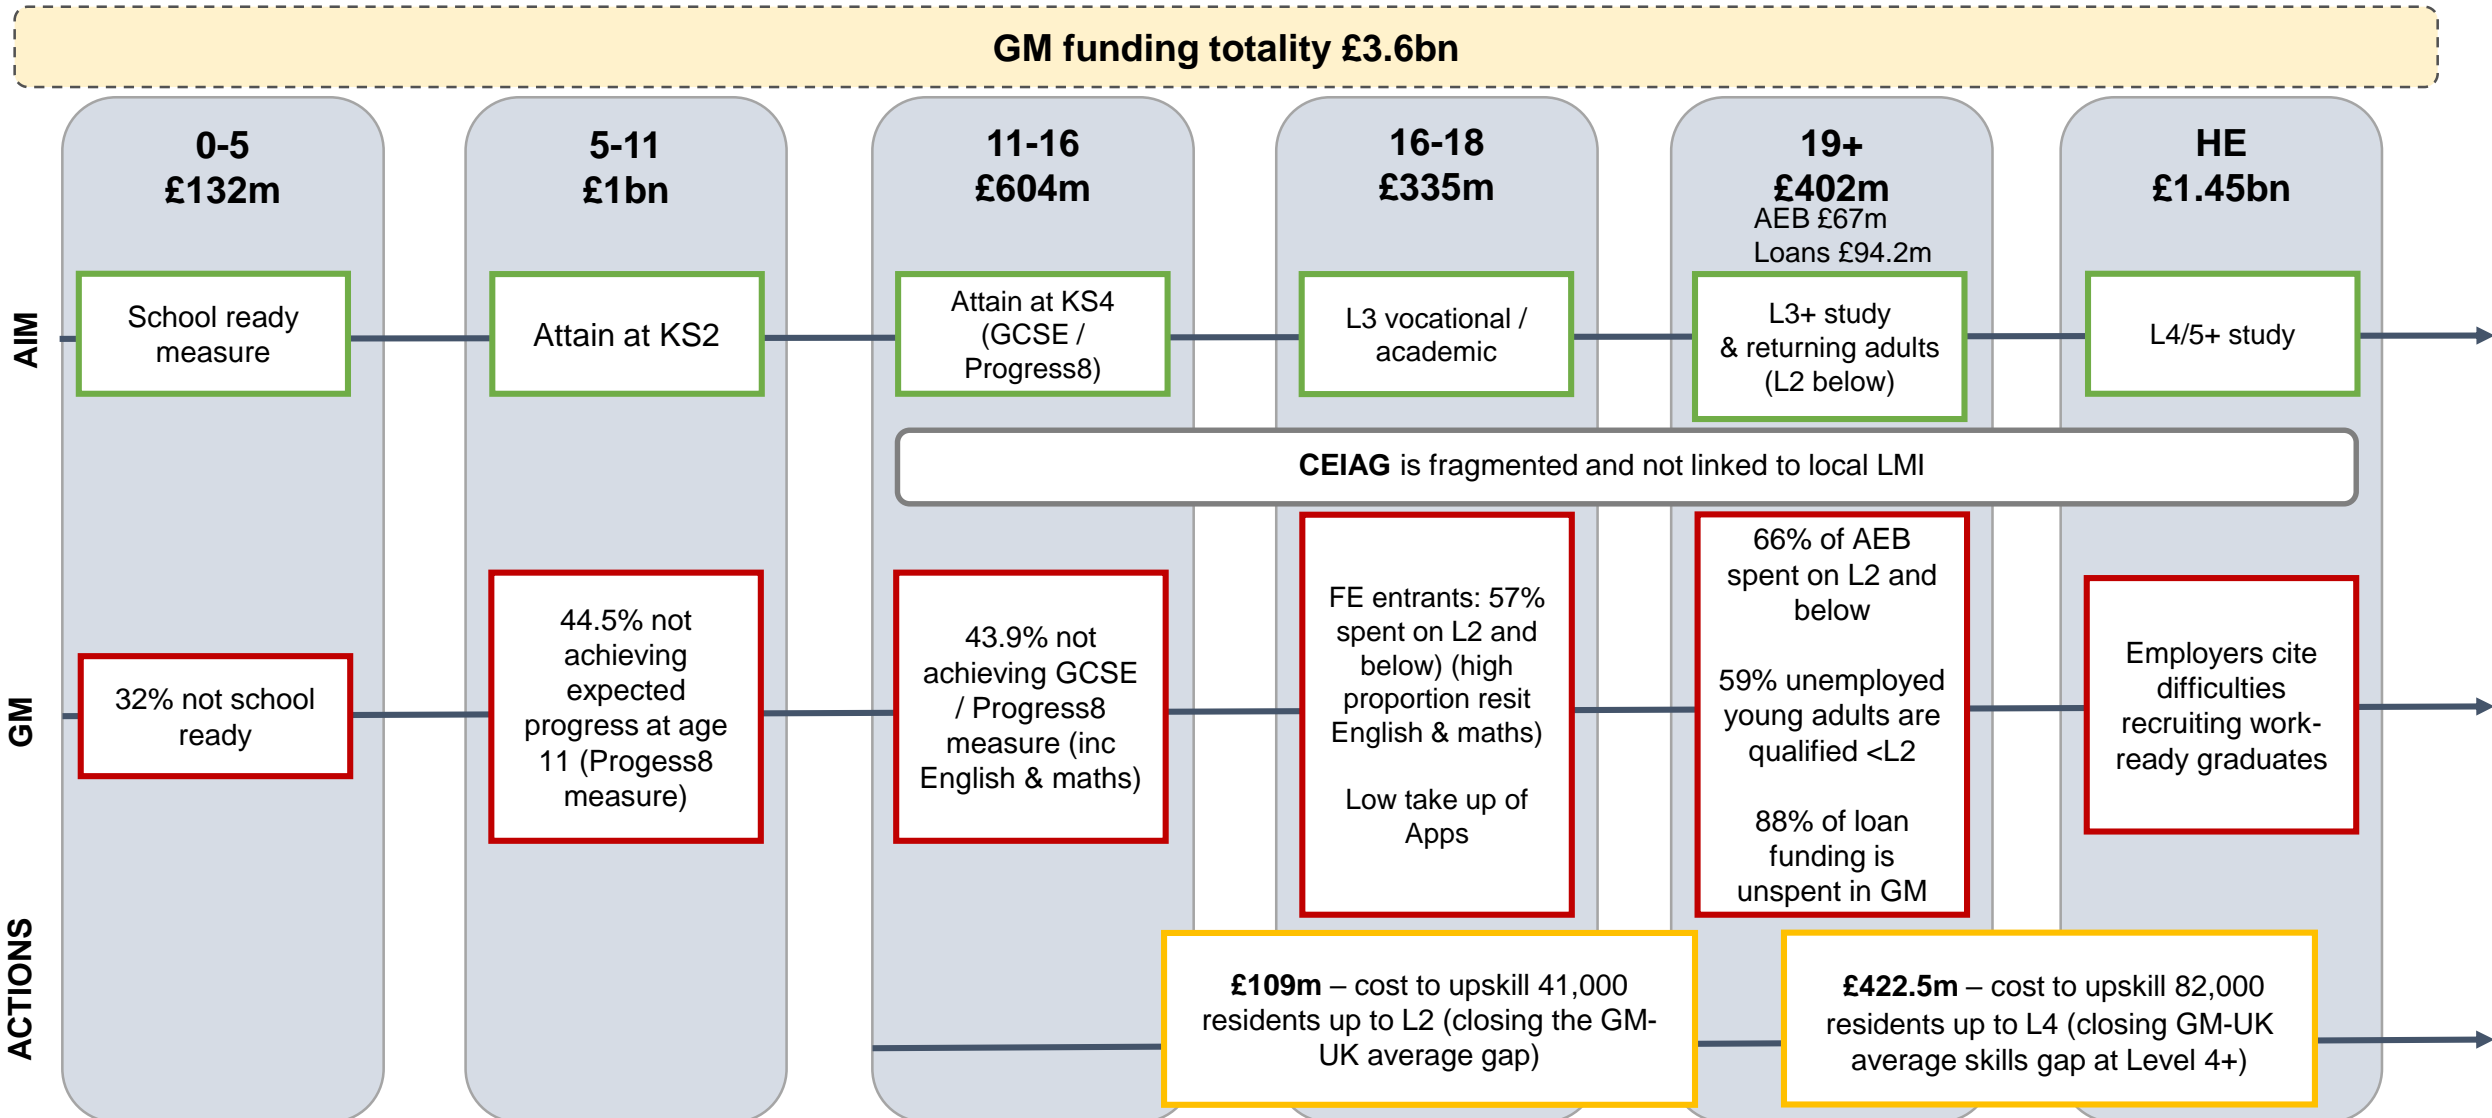 GM funding totality £3.6bn
0-5
£132m
5-11
£1bn
11-16
£604m
16-18
£335m
19+
£402m
AEB £67m
Loans £94.2m
HE
£1.45bn
AIM
School ready
measure
Attain at KS2
Attain at KS4
(GCSE /
Progress8)
L3 vocational /
academic
L3+ study
& returning adults
(L2 below)
L4/5+ study
CEIAG is fragmented and not linked to local LMI
GM
32% not school
ready
44.5% not
achieving
expected
progress at age
11 (Progess8
measure)
43.9% not
achieving GCSE
/ Progress8
measure (inc
English & maths)
FE entrants: 57%
spent on L2 and
below) (high
proportion resit
English & maths)
Low take up of
Apps
66% of AEB
spent on L2 and
below
59% unemployed
young adults are
qualified <L2
88% of loan
funding is
unspent in GM
Employers cite
difficulties
recruiting work-
ready graduates
ACTIONS
£109m – cost to upskill 41,000
residents up to L2 (closing the GM-
UK average gap)
£422.5m – cost to upskill 82,000
residents up to L4 (closing GM-UK
average skills gap at Level 4+)